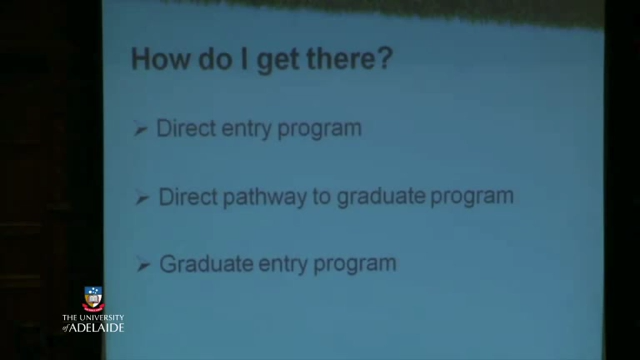 How do I get there?
Direct entry program
Direct pathway to graduate program
Graduate entry program
THE UNIVERSITY
of ADELAIDE